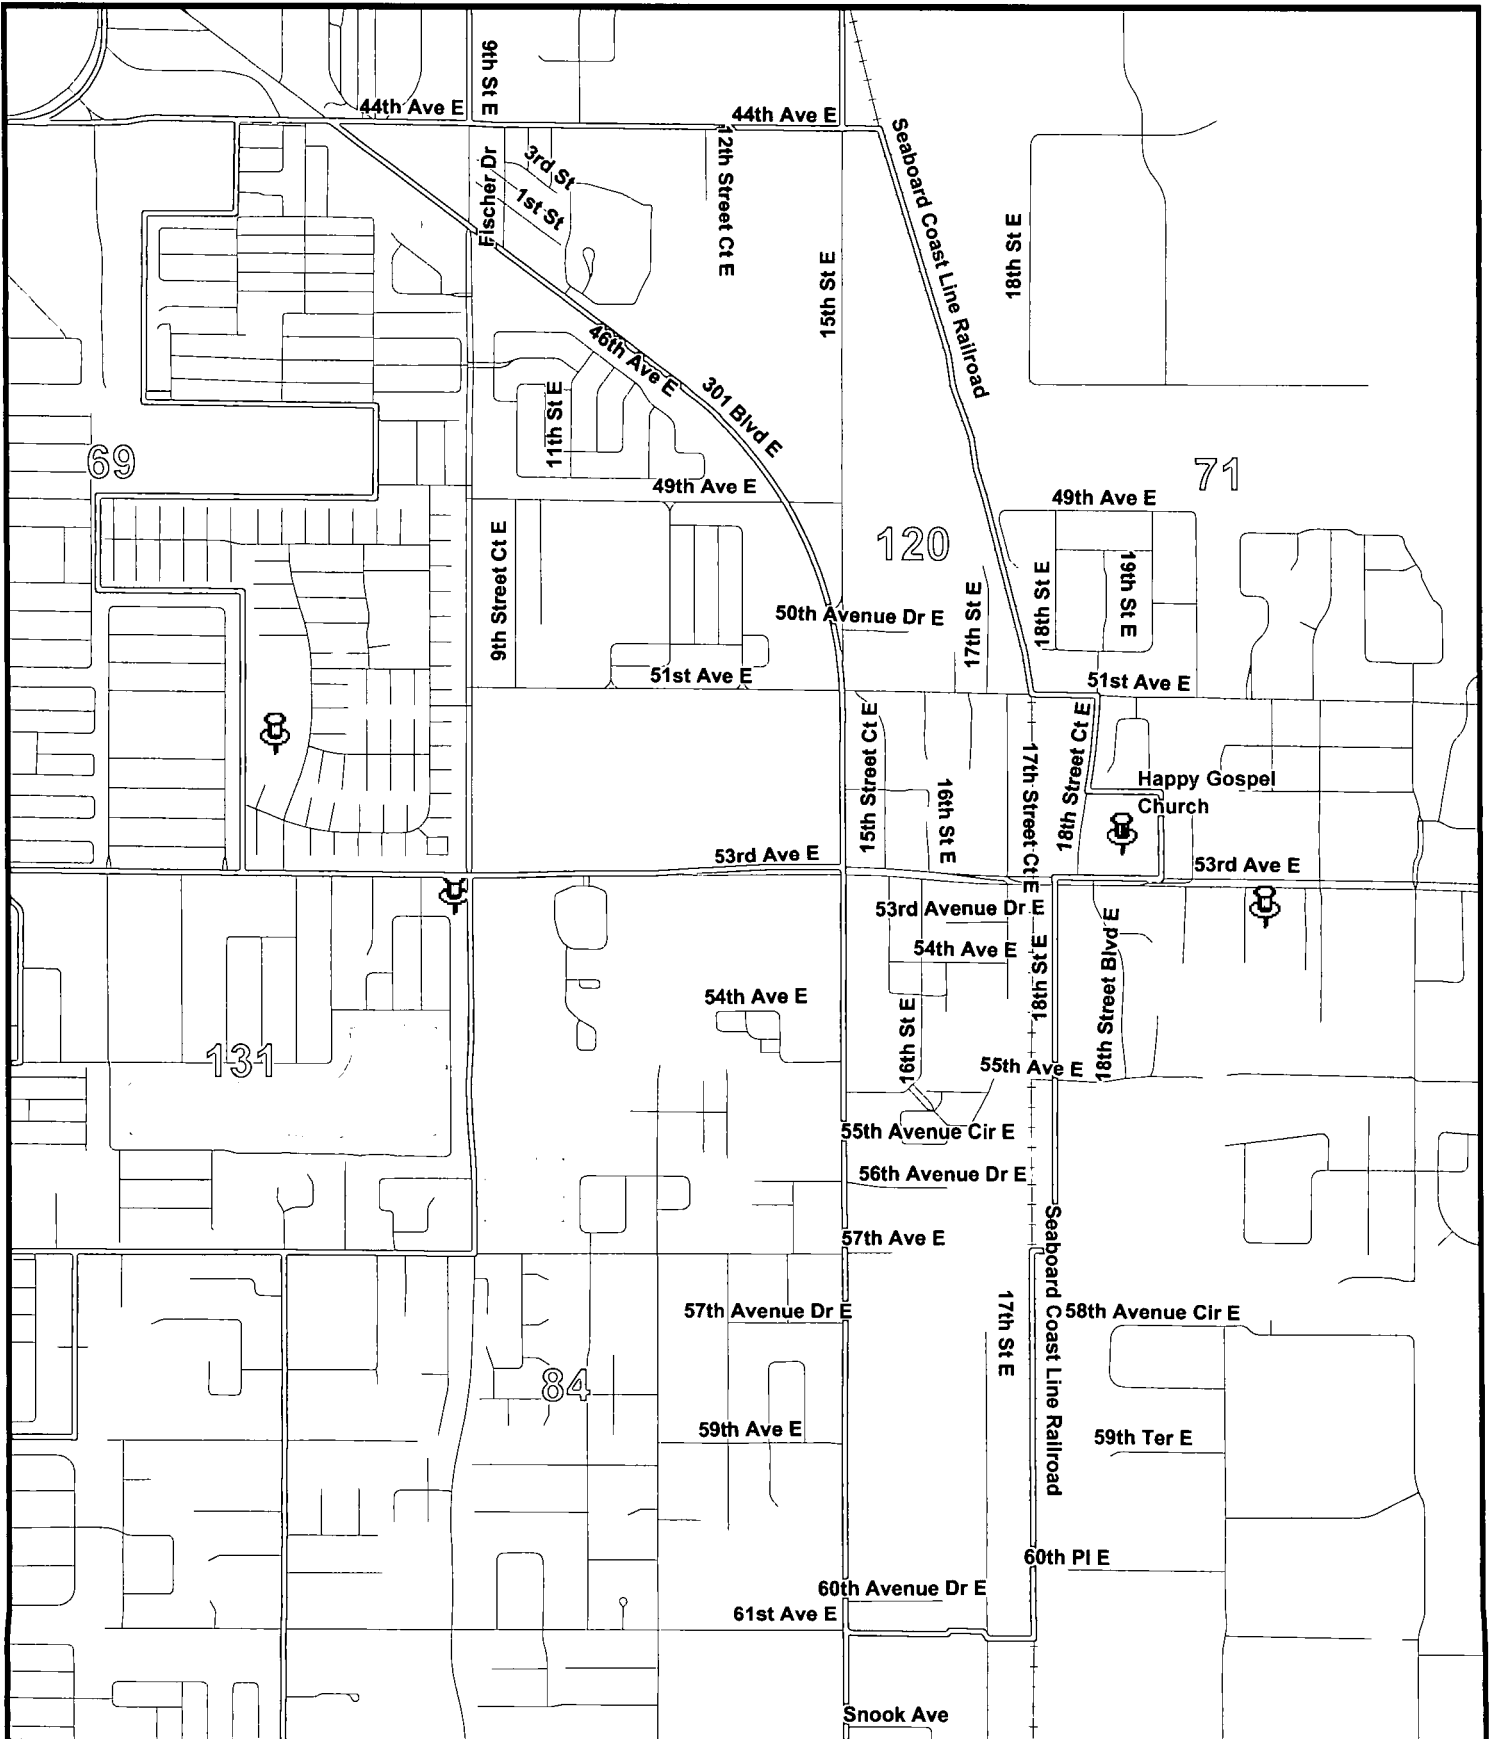 9th St E
44th Ave E
44th Ave E
Seaboard Coast Line Railroad
12th Street Ct E
Fischer Dr
3rd St
1st St
18th St E
15th St E
46th Ave E
301 Blvd E
11th St E
69
71
49th Ave E
49th Ave E
120
9th Street Ct E
19th St E
18th St E
17th St E
50th Avenue Dr E
51st Ave E
51st Ave E
15th Street Ct E
18th Street Ct E
17th Street Ct E
16th St E
Happy Gospel
Church
53rd Ave E
53rd Ave E
53rd Avenue Dr E
54th Ave E
18th St E
18th Street Blvd E
54th Ave E
16th St E
131
55th Ave E
55th Avenue Cir E
56th Avenue Dr E
57th Ave E
Seaboard Coast Line Railroad
17th St E
57th Avenue Dr E
58th Avenue Cir E
84
59th Ave E
59th Ter E
60th Pl E
60th Avenue Dr E
61st Ave E
Snook Ave